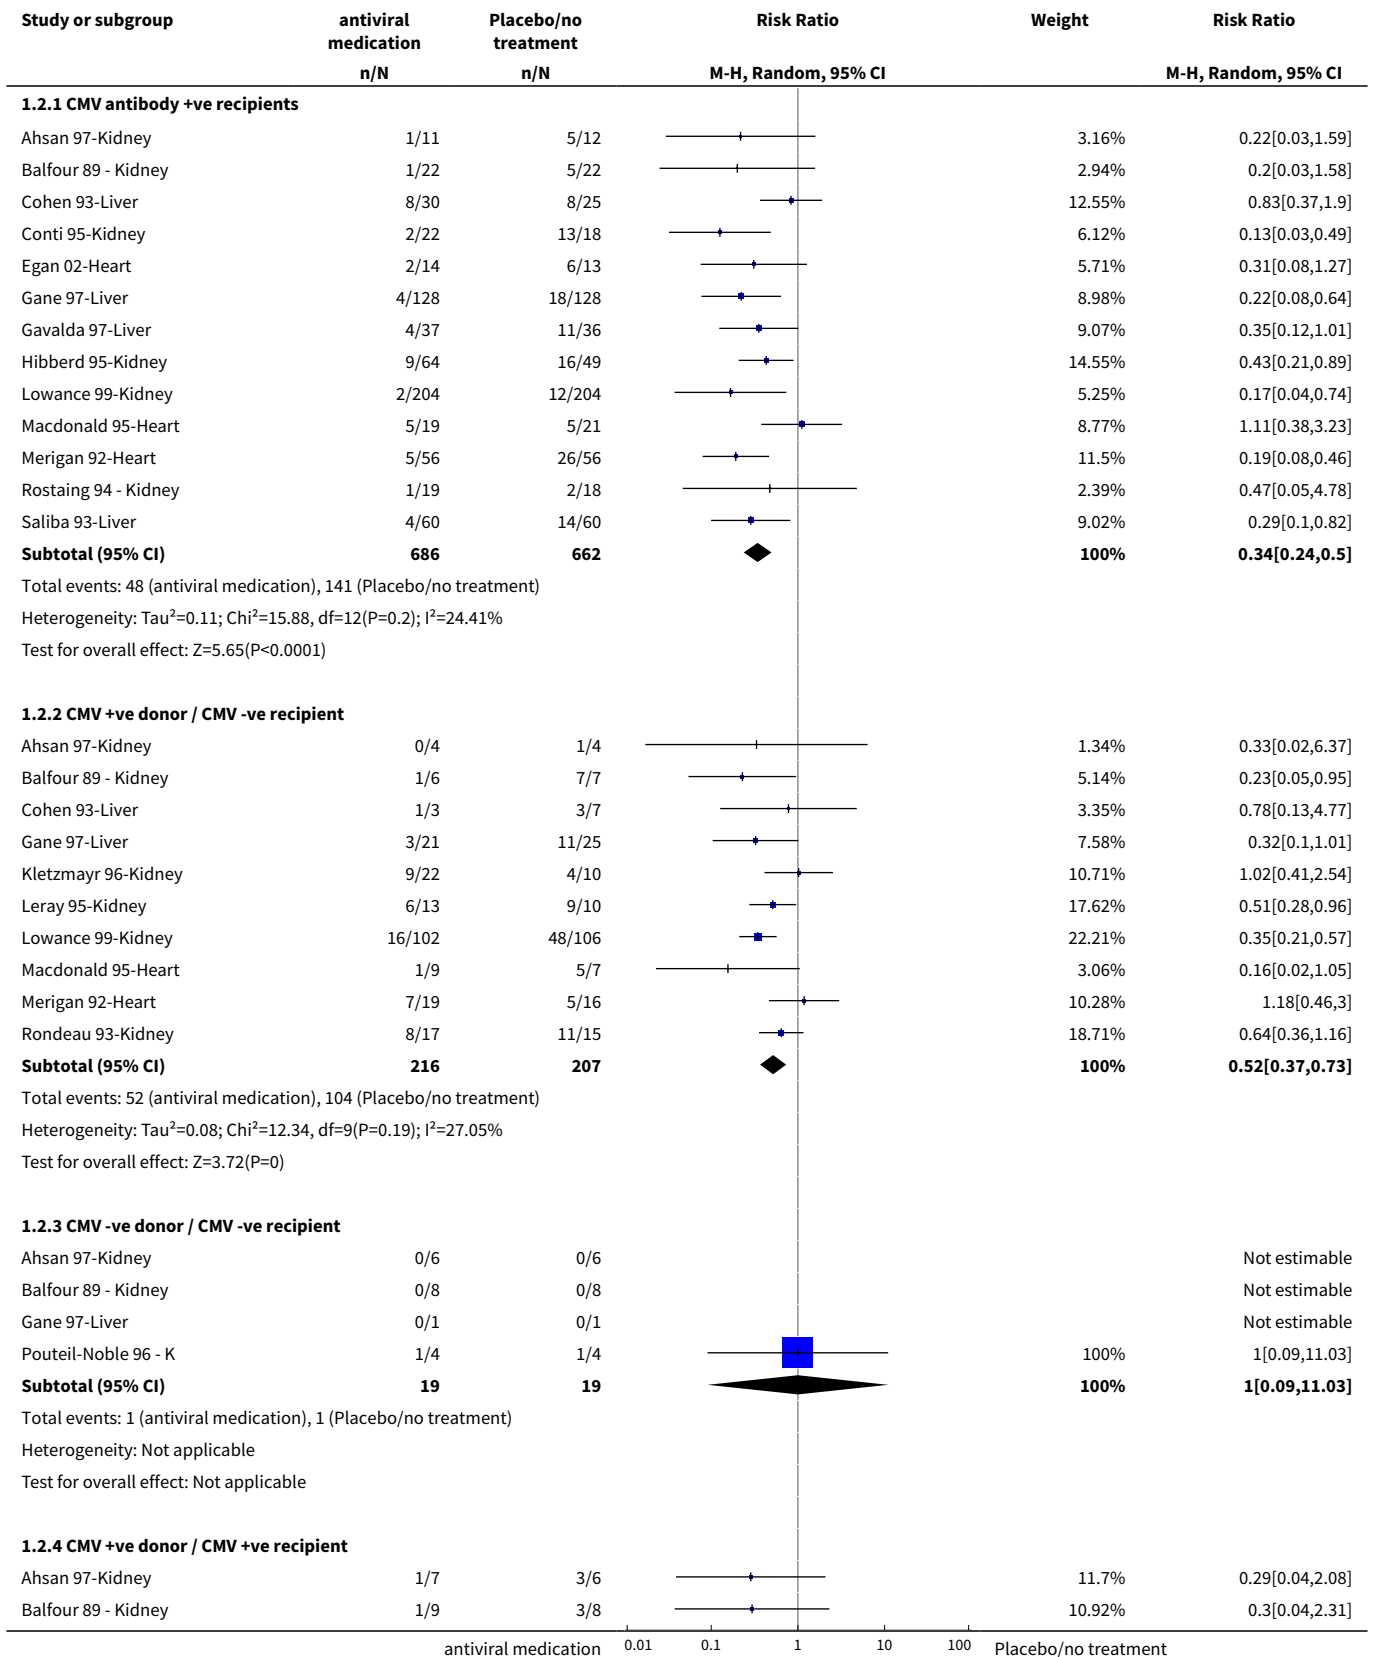 Study or subgroup antiviral medication Placebo/no treatment Risk Ratio Weight Risk Ratio
n/N n/N M-H, Random, 95% CI M-H, Random, 95% CI
1.2.1 CMV antibody +ve recipients
Ahsan 97-Kidney 1/11 5/12 3.16% 0.22[0.03,1.59]
Balfour 89 - Kidney 1/22 5/22 2.94% 0.2[0.03,1.58]
Cohen 93-Liver 8/30 8/25 12.55% 0.83[0.37,1.9]
Conti 95-Kidney 2/22 13/18 6.12% 0.13[0.03,0.49]
Egan 02-Heart 2/14 6/13 5.71% 0.31[0.08,1.27]
Gane 97-Liver 4/128 18/128 8.98% 0.22[0.08,0.64]
Gavalda 97-Liver 4/37 11/36 9.07% 0.35[0.12,1.01]
Hibberd 95-Kidney 9/64 16/49 14.55% 0.43[0.21,0.89]
Lowance 99-Kidney 2/204 12/204 5.25% 0.17[0.04,0.74]
Macdonald 95-Heart 5/19 5/21 8.77% 1.11[0.38,3.23]
Merigan 92-Heart 5/56 26/56 11.5% 0.19[0.08,0.46]
Rostaing 94 - Kidney 1/19 2/18 2.39% 0.47[0.05,4.78]
Saliba 93-Liver 4/60 14/60 9.02% 0.29[0.1,0.82]
Subtotal (95% CI) 686 662 100% 0.34[0.24,0.5]
Total events: 48 (antiviral medication), 141 (Placebo/no treatment)
Heterogeneity: Tau²=0.11; Chi²=15.88, df=12(P=0.2); I²=24.41%
Test for overall effect: Z=5.65(P<0.0001)
1.2.2 CMV +ve donor / CMV -ve recipient
Ahsan 97-Kidney 0/4 1/4 1.34% 0.33[0.02,6.37]
Balfour 89 - Kidney 1/6 7/7 5.14% 0.23[0.05,0.95]
Cohen 93-Liver 1/3 3/7 3.35% 0.78[0.13,4.77]
Gane 97-Liver 3/21 11/25 7.58% 0.32[0.1,1.01]
Kletzmayr 96-Kidney 9/22 4/10 10.71% 1.02[0.41,2.54]
Leray 95-Kidney 6/13 9/10 17.62% 0.51[0.28,0.96]
Lowance 99-Kidney 16/102 48/106 22.21% 0.35[0.21,0.57]
Macdonald 95-Heart 1/9 5/7 3.06% 0.16[0.02,1.05]
Merigan 92-Heart 7/19 5/16 10.28% 1.18[0.46,3]
Rondeau 93-Kidney 8/17 11/15 18.71% 0.64[0.36,1.16]
Subtotal (95% CI) 216 207 100% 0.52[0.37,0.73]
Total events: 52 (antiviral medication), 104 (Placebo/no treatment)
Heterogeneity: Tau²=0.08; Chi²=12.34, df=9(P=0.19); I²=27.05%
Test for overall effect: Z=3.72(P=0)
1.2.3 CMV -ve donor / CMV -ve recipient
Ahsan 97-Kidney 0/6 0/6 Not estimable
Balfour 89 - Kidney 0/8 0/8 Not estimable
Gane 97-Liver 0/1 0/1 Not estimable
Pouteil-Noble 96 - K 1/4 1/4 100% 1[0.09,11.03]
Subtotal (95% CI) 19 19 100% 1[0.09,11.03]
Total events: 1 (antiviral medication), 1 (Placebo/no treatment)
Heterogeneity: Not applicable
Test for overall effect: Not applicable
1.2.4 CMV +ve donor / CMV +ve recipient
Ahsan 97-Kidney 1/7 3/6 11.7% 0.29[0.04,2.08]
Balfour 89 - Kidney 1/9 3/8 10.92% 0.3[0.04,2.31]
antiviral medication 0.01 0.1 1 10 100 Placebo/no treatment